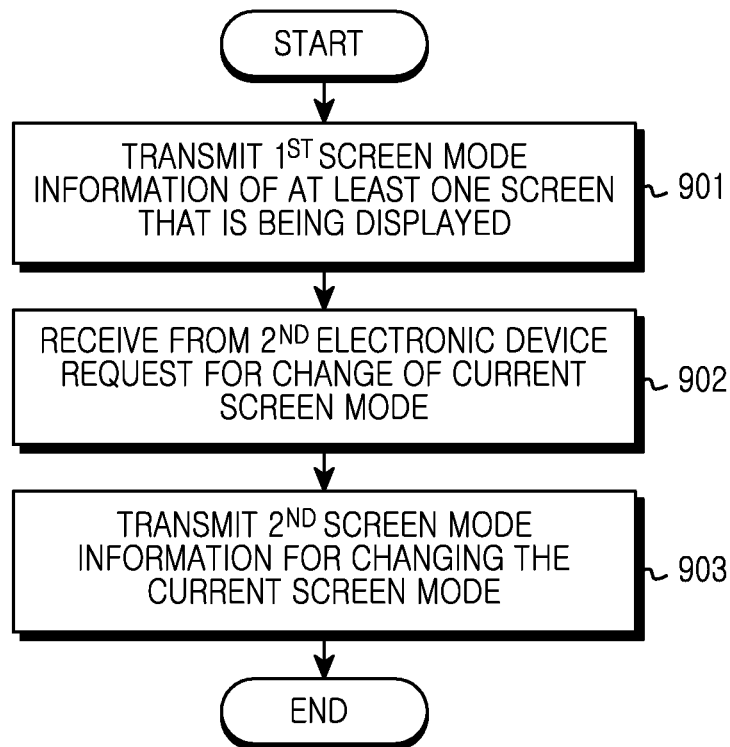 START
TRANSMIT 1ST SCREEN MODE
INFORMATION OF AT LEAST ONE SCREEN
THAT IS BEING DISPLAYED
901
RECEIVE FROM 2ND ELECTRONIC DEVICE
REQUEST FOR CHANGE OF CURRENT
SCREEN MODE
902
TRANSMIT 2ND SCREEN MODE
INFORMATION FOR CHANGING THE
CURRENT SCREEN MODE
903
END